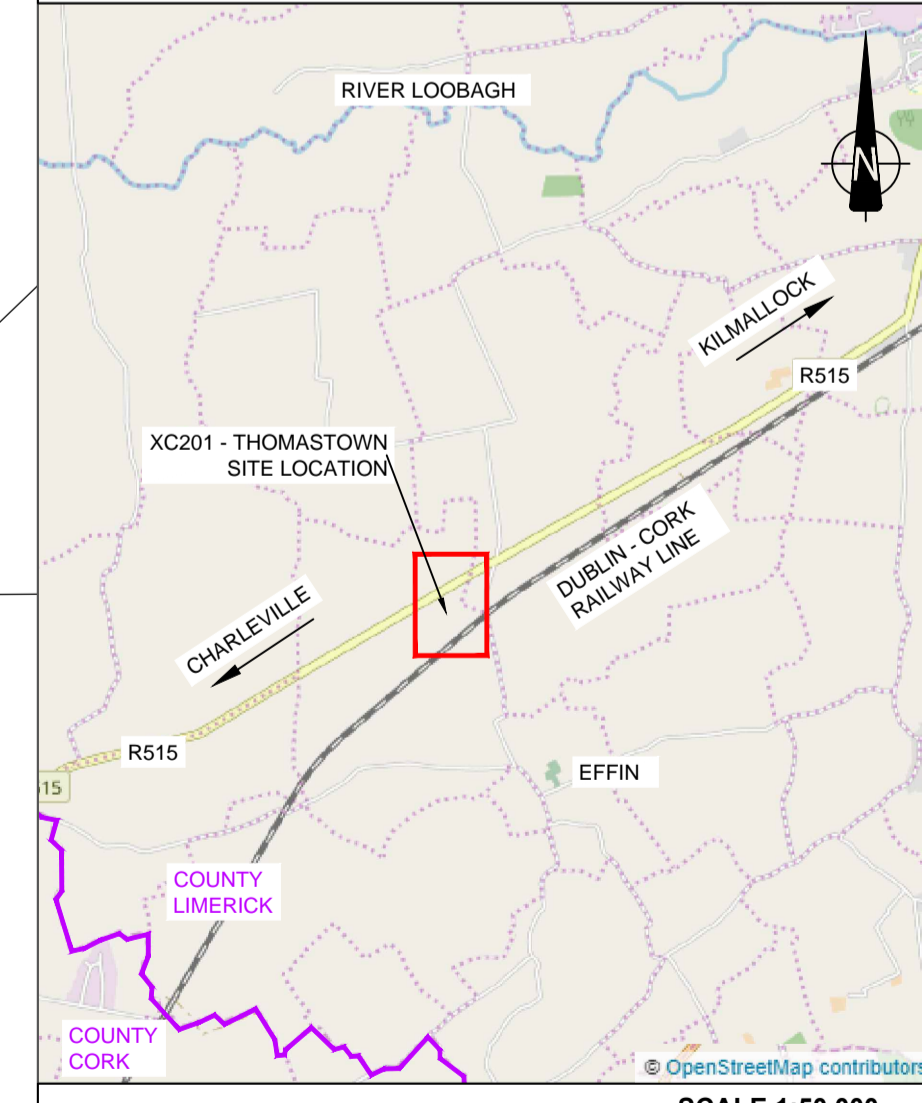 RIVER LOOBAGH
N
KILMALLOCK
R515
XC201 - THOMASTOWN
SITE LOCATION
DUBLIN - CORK
RAILWAY LINE
CHARLEVILLE
R515
15
EFFIN
COUNTY
LIMERICK
COUNTY
CORK
© OpenStreetMap contributors